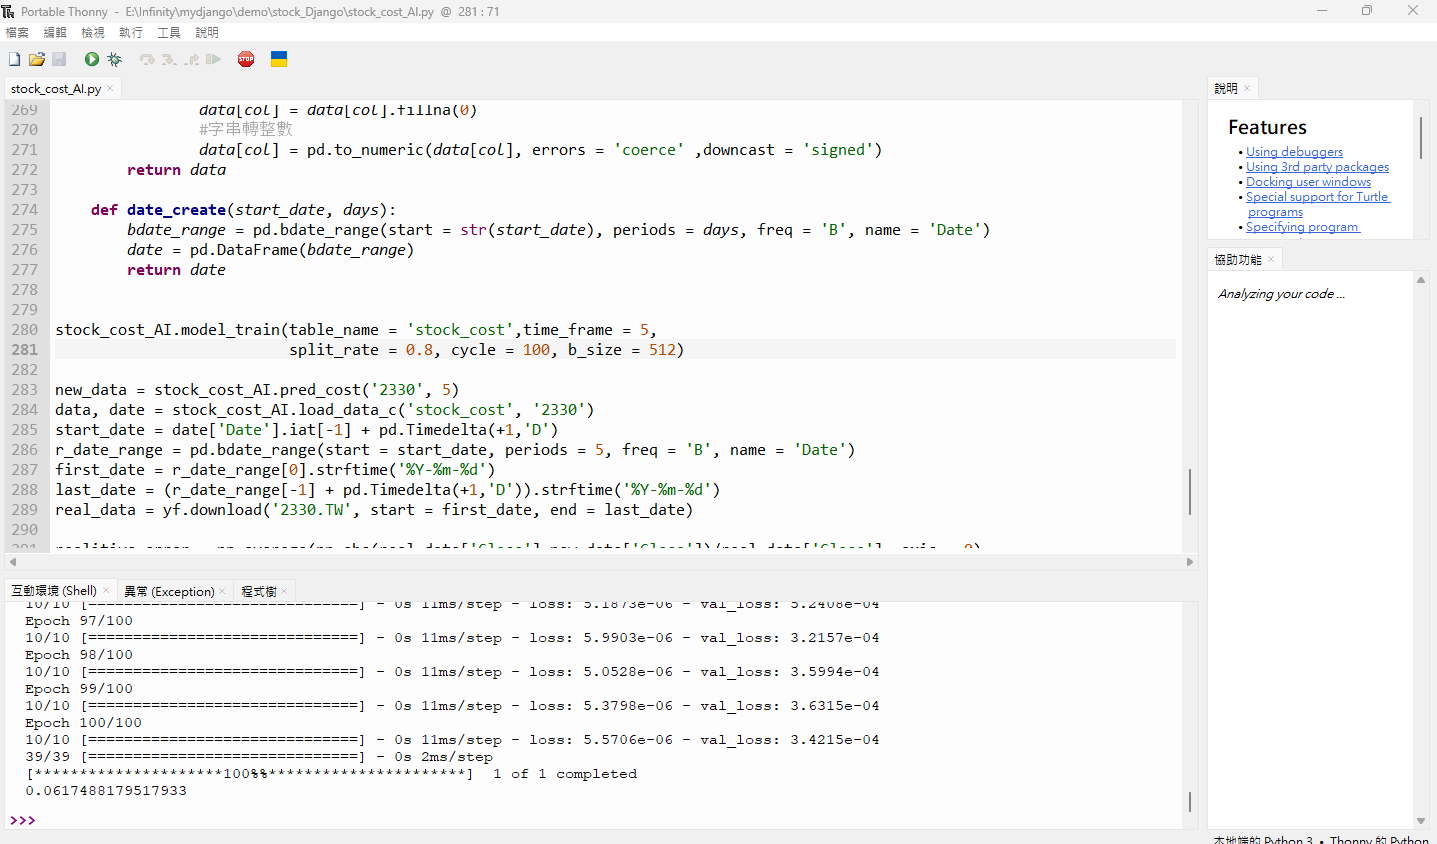 Portable Thonny - E:\Infinity\mydjango\demo\stock_Django\stock_cost_AI.py @ 281 : 71
檔案 編輯 檢視 執行 工具 說明
STOP
stock_cost_AI.py ×
269 data[col] = data[col].fillna(0)
270 #字串轉整數
271 data[col] = pd.to_numeric(data[col], errors = 'coerce' ,downcast = 'signed')
272 return data
273
274 def date_create(start_date, days):
275 bdate_range = pd.bdate_range(start = str(start_date), periods = days, freq = 'B', name = 'Date')
276 date = pd.DataFrame(bdate_range)
277 return date
278
279
280 stock_cost_AI.model_train(table_name = 'stock_cost',time_frame = 5,
281 split_rate = 0.8, cycle = 100, b_size = 512)
282
283 new_data = stock_cost_AI.pred_cost('2330', 5)
284 data, date = stock_cost_AI.load_data_c('stock_cost', '2330')
285 start_date = date['Date'].iat[-1] + pd.Timedelta(+1,'D')
286 r_date_range = pd.bdate_range(start = start_date, periods = 5, freq = 'B', name = 'Date')
287 first_date = r_date_range[0].strftime('%Y-%m-%d')
288 last_date = (r_date_range[-1] + pd.Timedelta(+1,'D')).strftime('%Y-%m-%d')
289 real_data = yf.download('2330.TW', start = first_date, end = last_date)
290
互動環境 (Shell) × 異常 (Exception) × 程式樹 ×
10/10 [==============================] - 0s 11ms/step - loss: 5.1873e-06 - val_loss: 5.2408e-04
Epoch 97/100
10/10 [==============================] - 0s 11ms/step - loss: 5.9903e-06 - val_loss: 3.2157e-04
Epoch 98/100
10/10 [==============================] - 0s 11ms/step - loss: 5.0528e-06 - val_loss: 3.5994e-04
Epoch 99/100
10/10 [==============================] - 0s 11ms/step - loss: 5.3798e-06 - val_loss: 3.6315e-04
Epoch 100/100
10/10 [==============================] - 0s 11ms/step - loss: 5.5706e-06 - val_loss: 3.4215e-04
39/39 [==============================] - 0s 2ms/step
[*********************100%%**********************]  1 of 1 completed
0.0617488179517933
>>>
說明 ×
Features
• Using debuggers
• Using 3rd party packages
• Docking user windows
• Special support for Turtle
programs
• Specifying program
協助功能 ×
Analyzing your code ...
本地端的 Python 3 • Thonny 的 Python